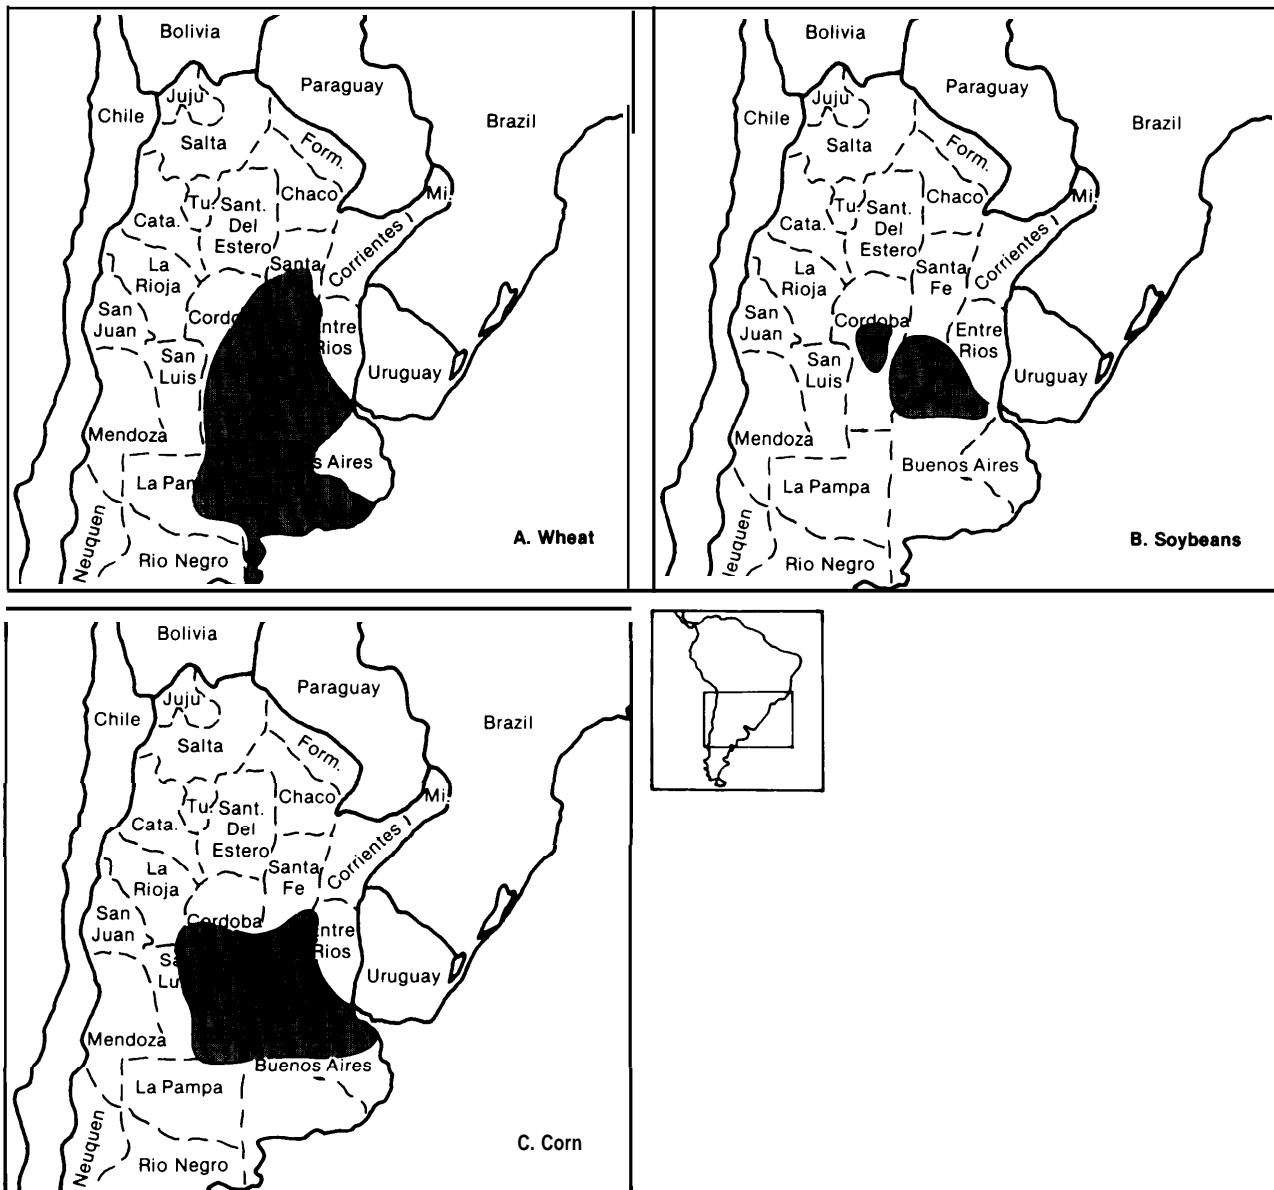 Bolivia
Paraguay
Juju
Chile
Brazil
Salta
Form.
Chaco
Mi.
Tu.
Sant.
Del
Estero
Cata.
Corrientes
La
Rioja
Santa
San
Juan
Cordo
ntre
Rios
San
Luis
Uruguay
Mendoza
s Aires
La Pan
Neuquen
Rio Negro
A. Wheat
Bolivia
Paraguay
Juju
Chile
Brazil
Salta
Form.
Chaco
Mi.
Tu.
Sant.
Del
Estero
Cata.
Corrientes
La
Rioja
Santa
Fe
San
Juan
Cordoba
Entre
Rios
San
Luis
Uruguay
Mendoza
Buenos Aires
La Pampa
euquen
Rio Negro
B. Soybeans
Bolivia
Paraguay
Juju
Chile
Brazil
Salta
Form.
Chaco
Mi.
Tu.
Sant.
Del
Estero
Cata.
Corrientes
La
Rioja
Santa
Fe
San
Juan
Cordoba
ntre
Rios
Sa
Lu
Uruguay
Mendoza
Buenos Aires
La Pampa
Neuquen
Rio Negro
C. Corn